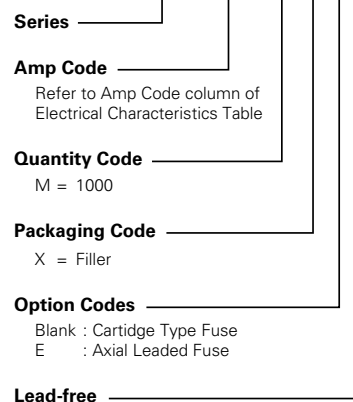 Series
Amp Code
Refer to Amp Code column of
Electrical Characteristics Table
Quantity Code
M = 1000
Packaging Code
X = Filler
Option Codes
Blank : Cartidge Type Fuse
E : Axial Leaded Fuse
Lead-free